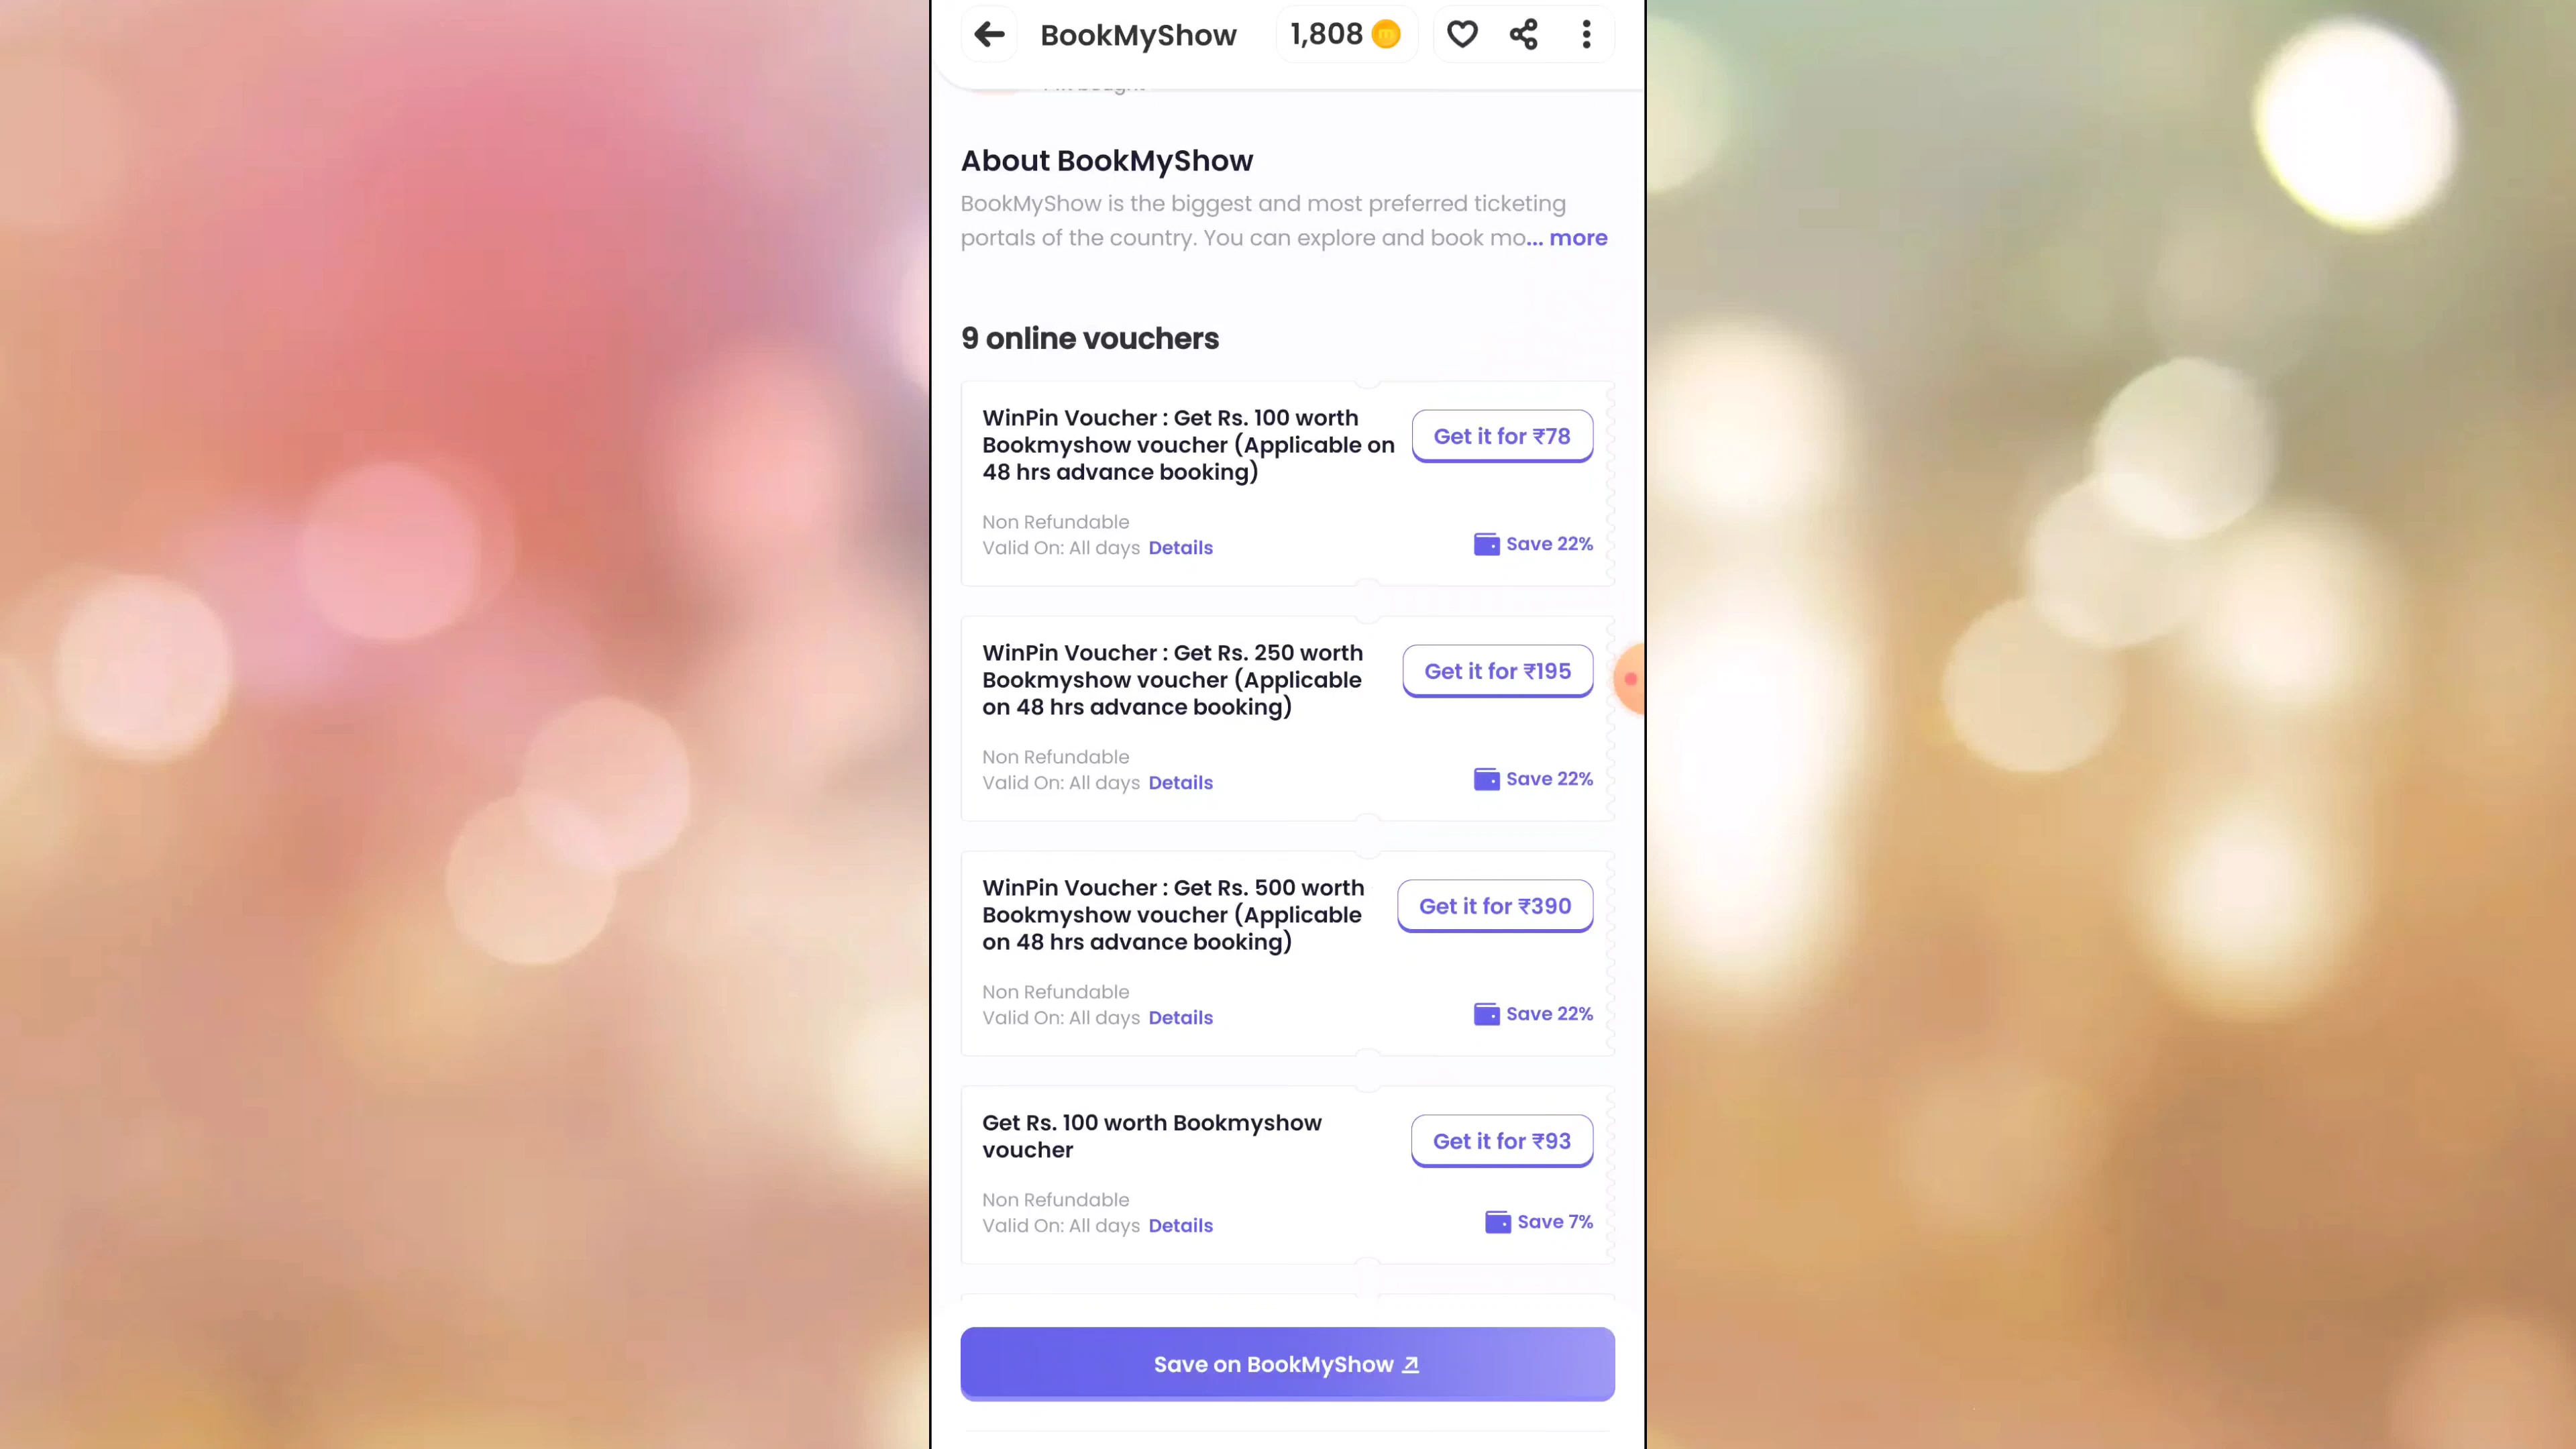 BookMyShow
1,808
About BookMyShow
BookMyShow is the biggest and most preferred ticketing
portals of the country. You can explore and book mo... more
9 online vouchers
WinPin Voucher : Get Rs. 100 worth
Bookmyshow voucher (Applicable on
48 hrs advance booking)
Get it for ₹78
Non Refundable
Valid On: All days Details
Save 22%
WinPin Voucher : Get Rs. 250 worth
Bookmyshow voucher (Applicable
on 48 hrs advance booking)
Get it for ₹195
Non Refundable
Valid On: All days Details
Save 22%
WinPin Voucher : Get Rs. 500 worth
Bookmyshow voucher (Applicable
on 48 hrs advance booking)
Get it for ₹390
Non Refundable
Valid On: All days Details
Save 22%
Get Rs. 100 worth Bookmyshow
voucher
Get it for ₹93
Non Refundable
Valid On: All days Details
Save 7%
Save on BookMyShow